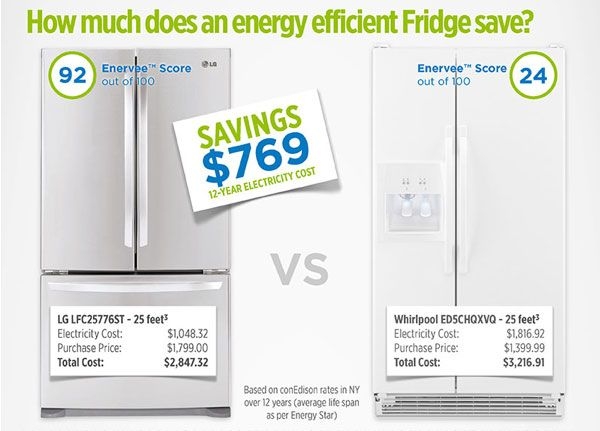 How much does an energy efficient Fridge save?
92
Enervee™ Score
out of 100
LG
Enervee™ Score
out of 100
24
SAVINGS
$769
12-YEAR ELECTRICITY COST
VS
LG LFC25776ST - 25 feet³
Electricity Cost: $1,048.32
Purchase Price: $1,799.00
Total Cost: $2,847.32
Whirlpool ED5CHQXVQ - 25 feet³
Electricity Cost: $1,816.92
Purchase Price: $1,399.99
Total Cost: $3,216.91
Based on conEdison rates in NY
over 12 years (average life span
as per Energy Star)